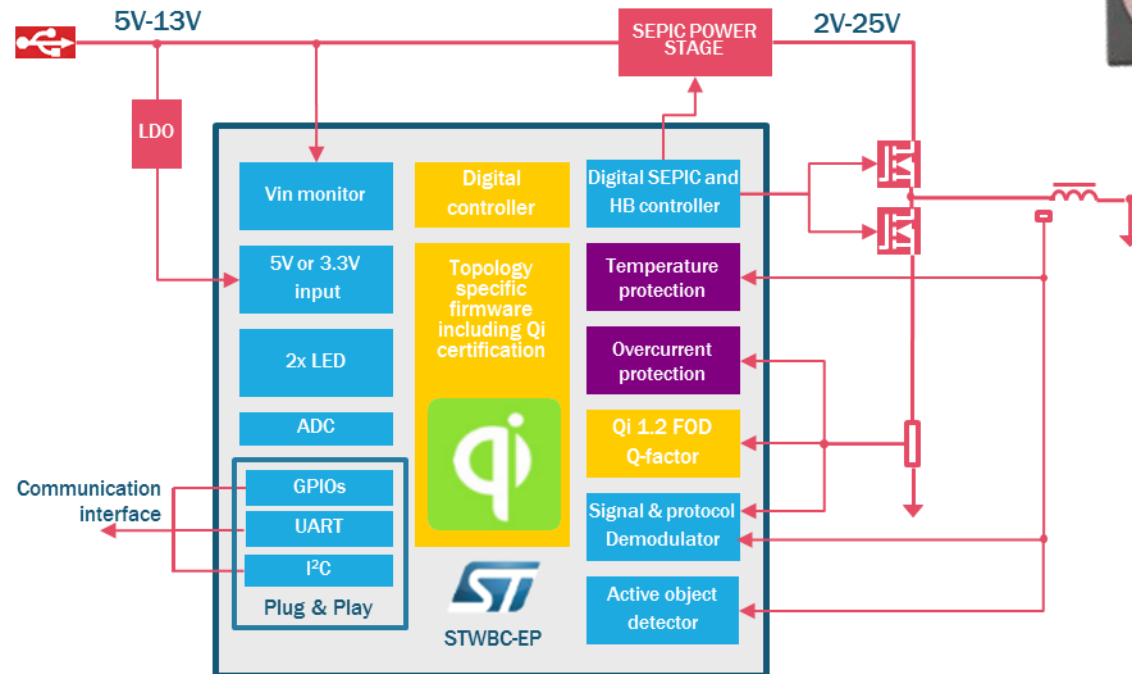 5V-13V
SEPIC POWER
STAGE
2V-25V
LDO
Vin monitor
Digital
controller
Digital SEPIC and
HB controller
5V or 3.3V
input
Topology
specific
firmware
including Qi
certification
Temperature
protection
2x LED
Overcurrent
protection
ADC
qi
Qi 1.2 FOD
Q-factor
Communication
interface
GPIOs
UART
I²C
Plug & Play
Signal & protocol
Demodulator
ST
STWBC-EP
Active object
detector